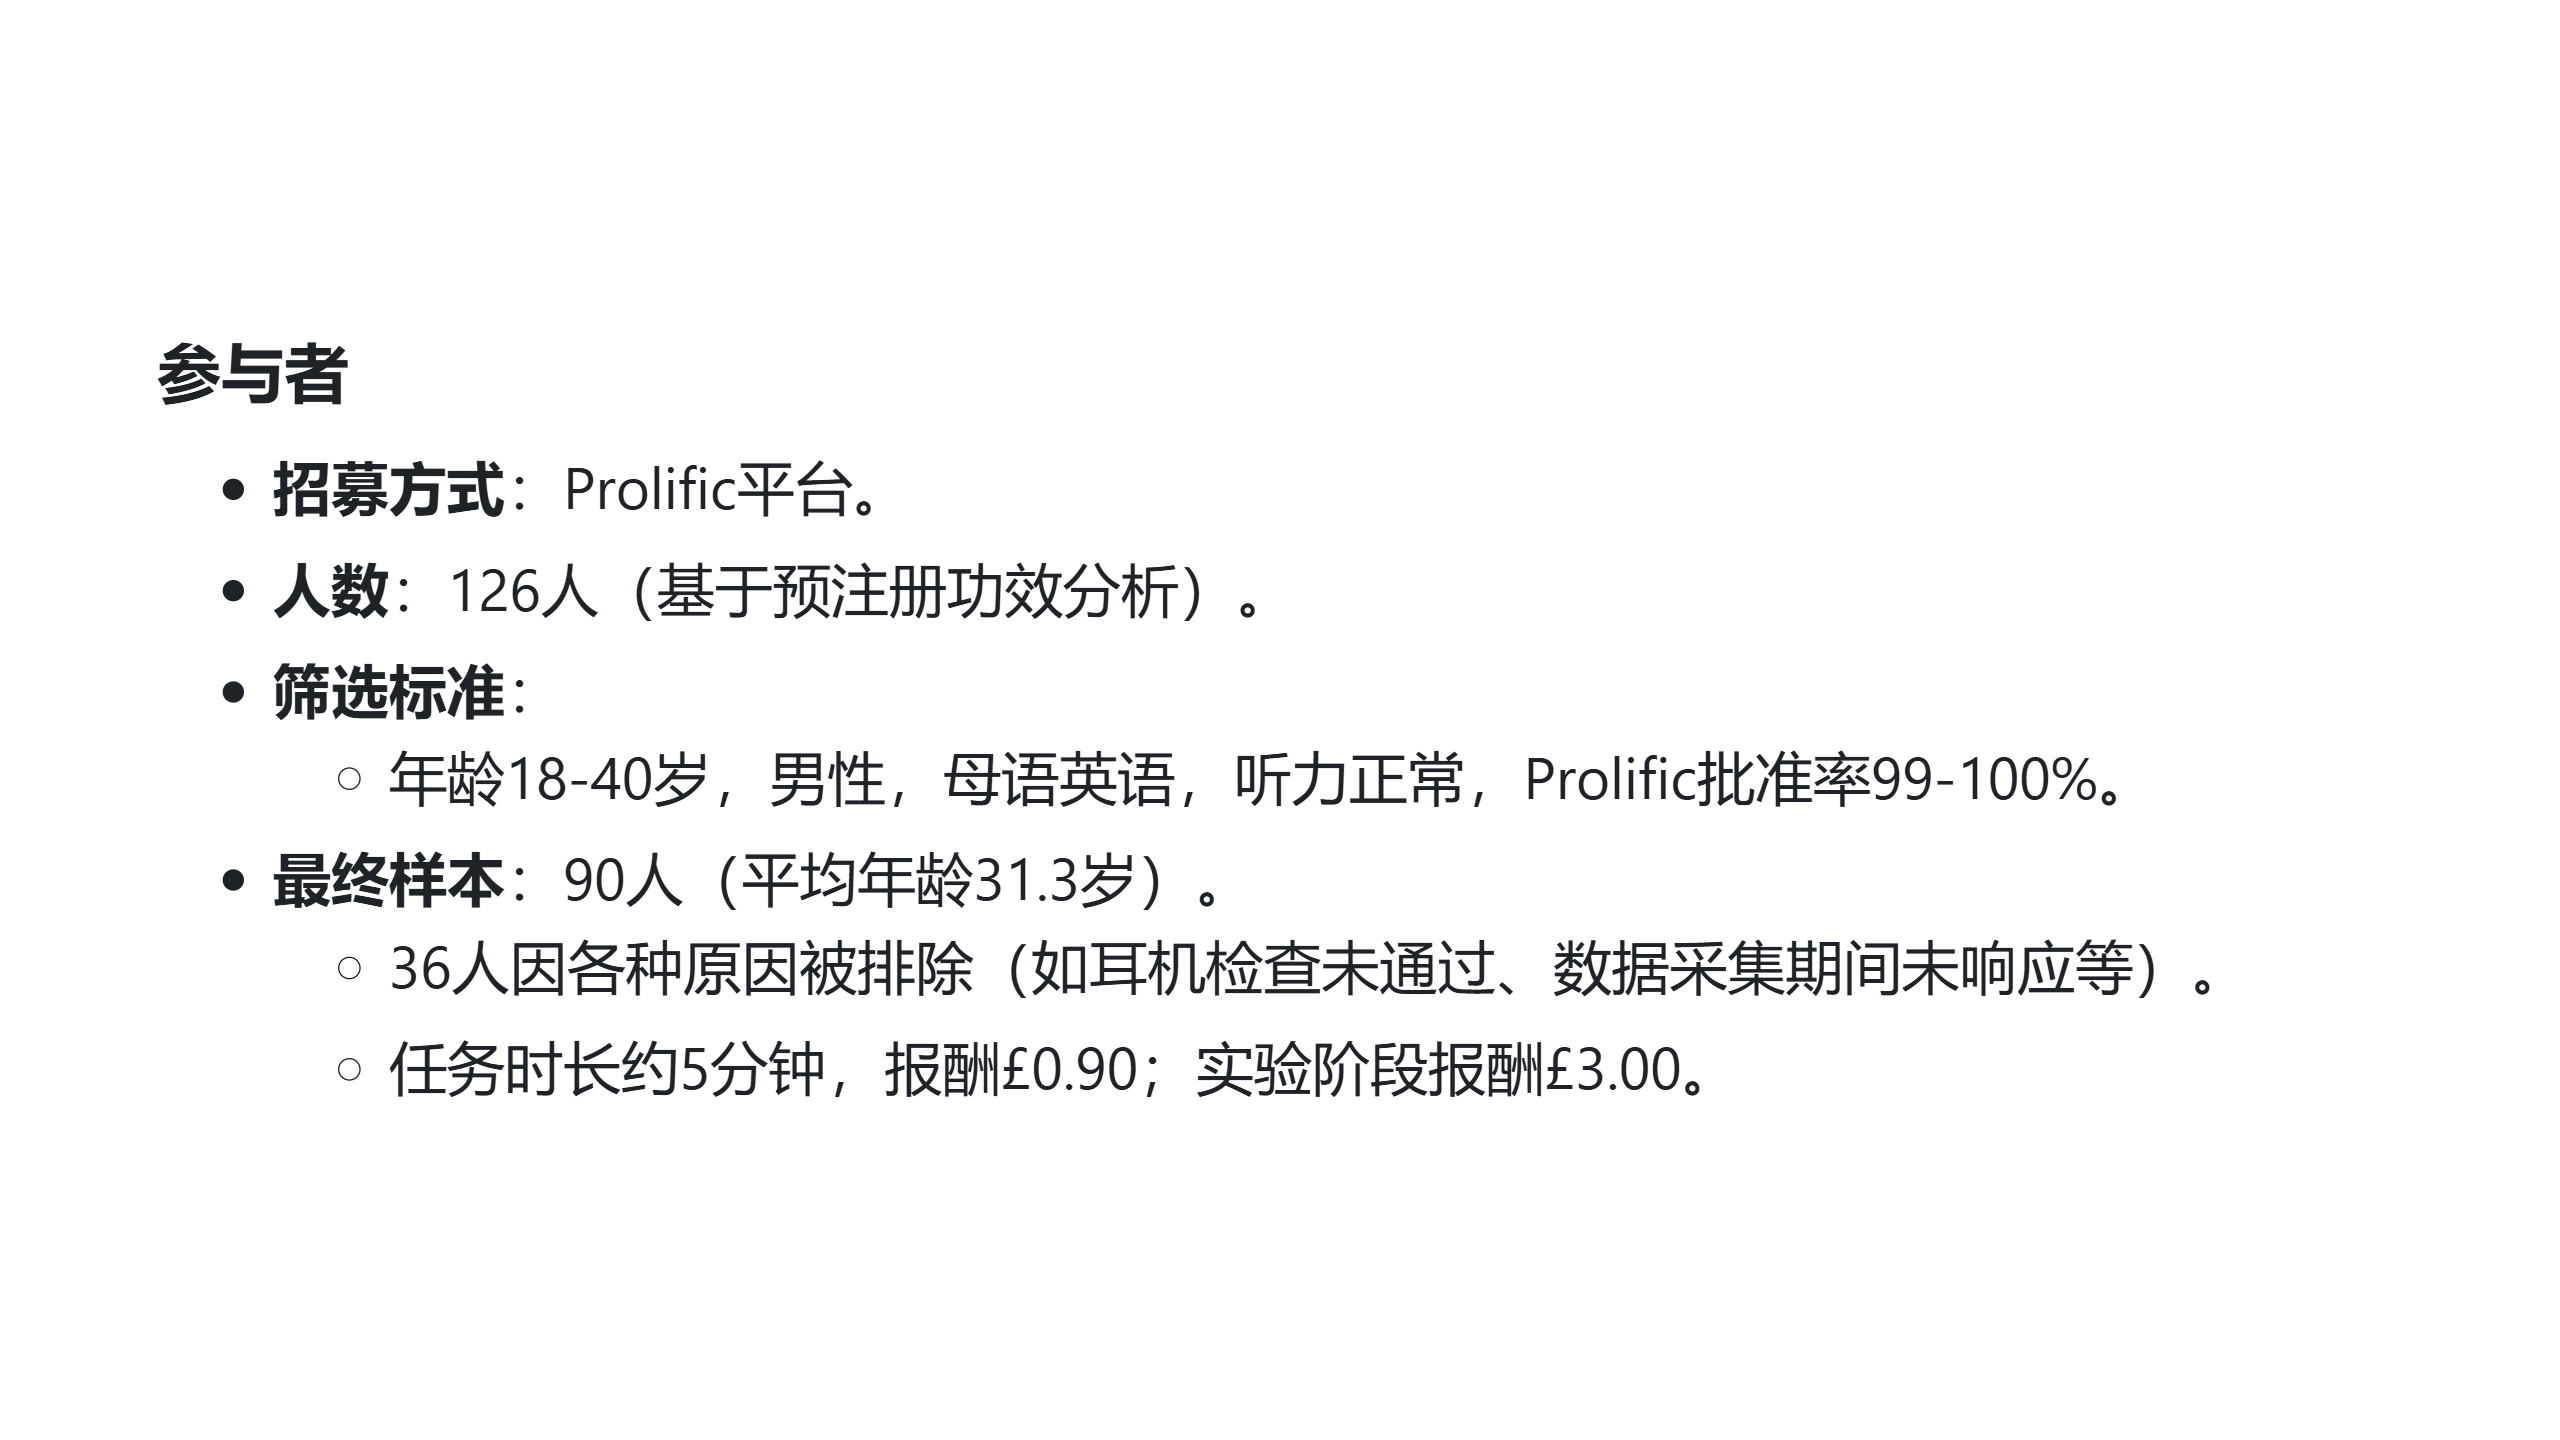 参与者
招募方式：Prolific平台。
人数：126人（基于预注册功效分析）。
筛选标准：
年龄18-40岁，男性，母语英语，听力正常，Prolific批准率99-100%。
最终样本：90人（平均年龄31.3岁）。
36人因各种原因被排除（如耳机检查未通过、数据采集期间未响应等）。
任务时长约5分钟，报酬£0.90；实验阶段报酬£3.00。